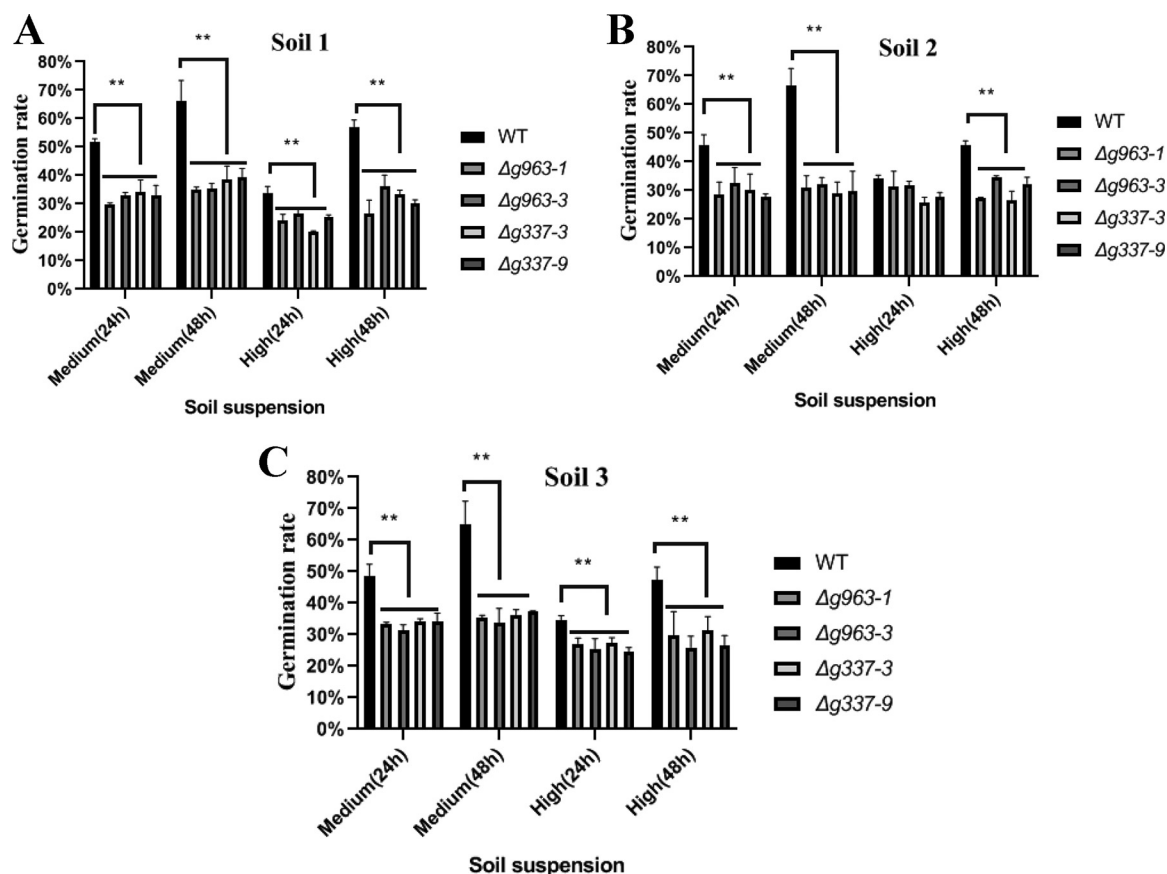 A
Soil 1
Germination rate
80%
70%
60%
50%
40%
30%
20%
10%
0%
**
**
**
**
Medium(24h)
Medium(48h)
High(24h)
High(48h)
Soil suspension
WT
Δg963-1
Δg963-3
Δg337-3
Δg337-9
B
Soil 2
Germination rate
80%
70%
60%
50%
40%
30%
20%
10%
0%
**
**
**
Medium(24h)
Medium(48h)
High(24h)
High(48h)
Soil suspension
WT
Δg963-1
Δg963-3
Δg337-3
Δg337-9
C
Soil 3
Germination rate
80%
70%
60%
50%
40%
30%
20%
10%
0%
**
**
**
**
Medium(24h)
Medium(48h)
High(24h)
High(48h)
Soil suspension
WT
Δg963-1
Δg963-3
Δg337-3
Δg337-9